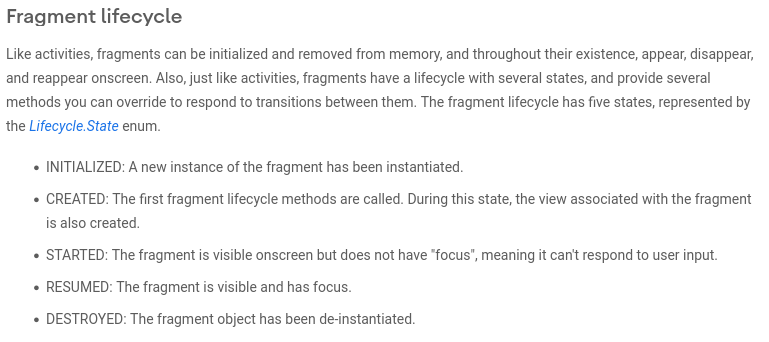 Fragment lifecycle
Like activities, fragments can be initialized and removed from memory, and throughout their existence, appear, disappear,
and reappear onscreen. Also, just like activities, fragments have a lifecycle with several states, and provide several
methods you can override to respond to transitions between them. The fragment lifecycle has five states, represented by
the Lifecycle.State enum.
• INITIALIZED: A new instance of the fragment has been instantiated.
• CREATED: The first fragment lifecycle methods are called. During this state, the view associated with the fragment
is also created.
• STARTED: The fragment is visible onscreen but does not have "focus", meaning it can't respond to user input.
• RESUMED: The fragment is visible and has focus.
• DESTROYED: The fragment object has been de-instantiated.